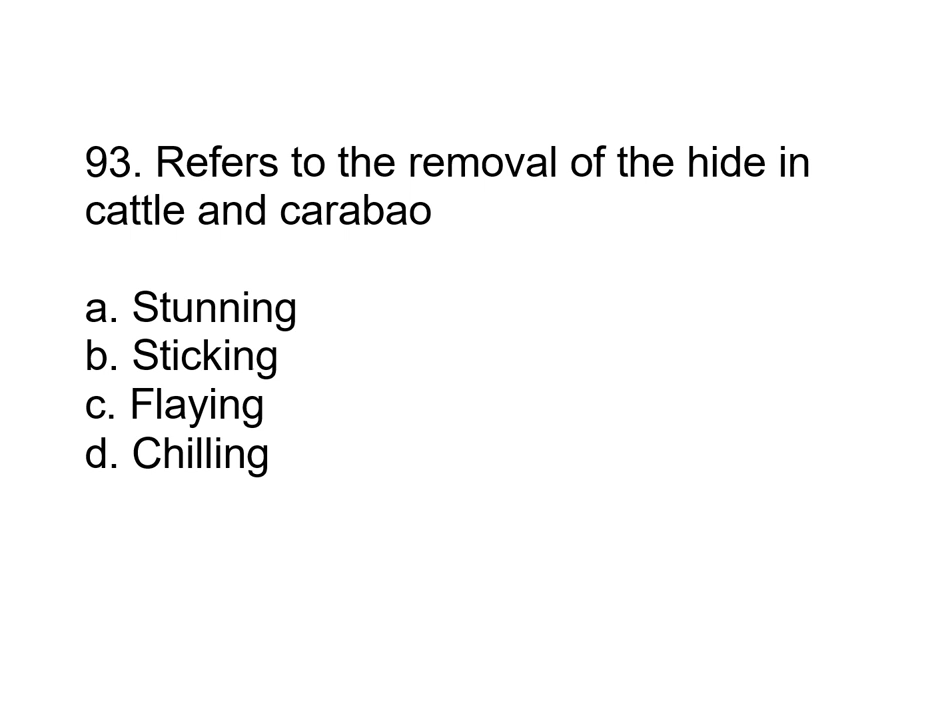 93. Refers to the removal of the hide in
cattle and carabao
a. Stunning
b. Sticking
c. Flaying
d. Chilling